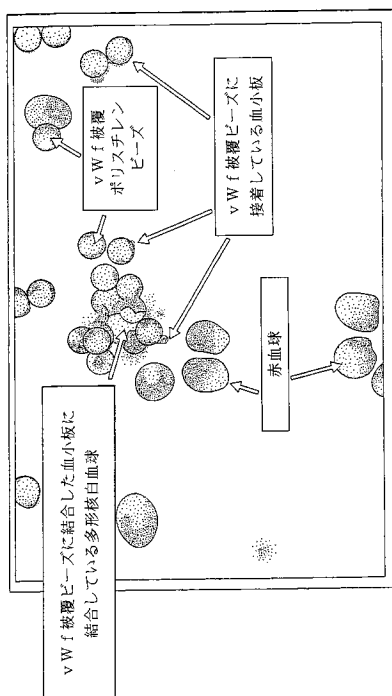 vWf被覆ビーズに結合した血小板に
結合している多形核白血球
vWf被覆
ポリスチレン
ビーズ
vWf被覆ビーズに
接着している血小板
赤血球